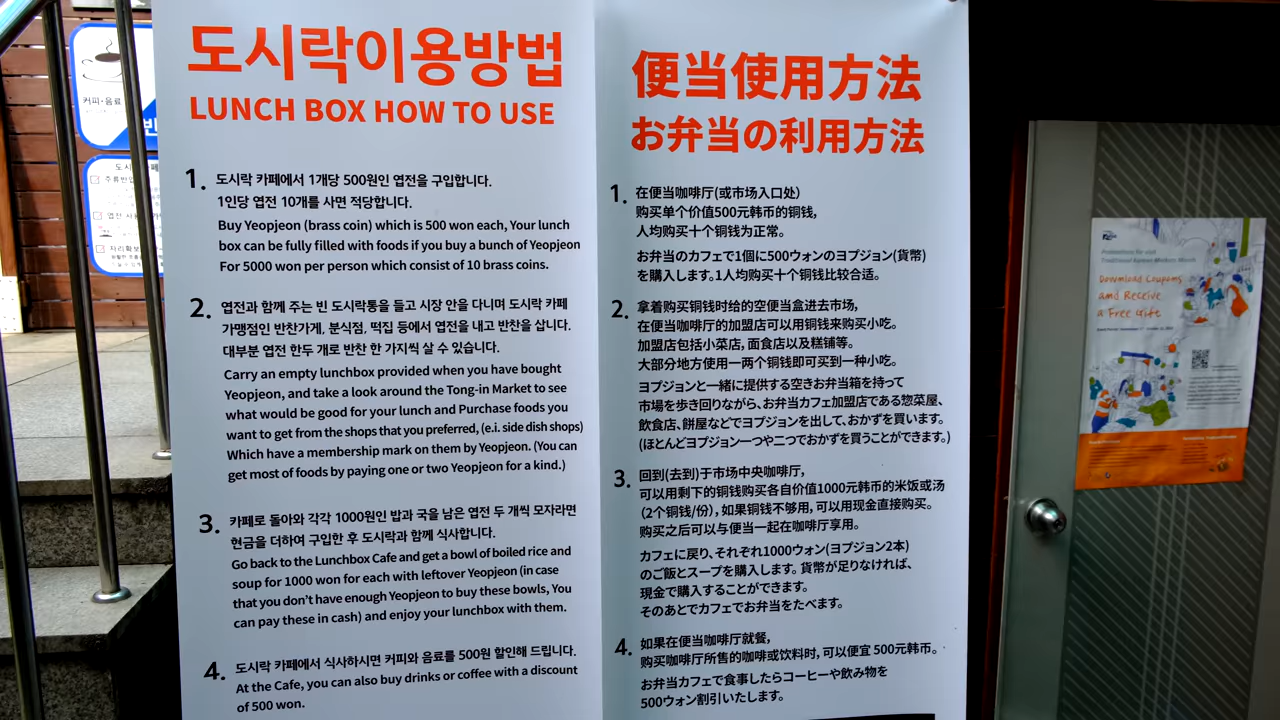 도시락이용방법
LUNCH BOX HOW TO USE
1. 도시락 카페에서 1개당 500원인 엽전을 구입합니다.
1인당 엽전 10개를 사면 적당합니다.
Buy Yeopjeon (brass coin) which is 500 won each, Your lunch
box can be fully filled with foods if you buy a bunch of Yeopjeon
For 5000 won per person which consist of 10 brass coins.
2. 엽전과 함께 주는 빈 도시락통을 들고 시장 안을 다니며 도시락 카페
가맹점인 반찬가게, 분식점, 떡집 등에서 엽전을 내고 반찬을 삽니다.
대부분 엽전 한두 개로 반찬 한 가지씩 살 수 있습니다.
Carry an empty lunchbox provided when you have bought
Yeopjeon, and take a look around the Tong-in Market to see
what would be good for your lunch and Purchase foods you
want to get from the shops that you preferred, (e.i. side dish shops)
Which have a membership mark on them by Yeopjeon. (You can
get most of foods by paying one or two Yeopjeon for a kind.)
3. 카페로 돌아와 각각 1000원인 밥과 국을 남은 엽전 두 개씩 모자라면
현금을 더하여 구입한 후 도시락과 함께 식사합니다.
Go back to the Lunchbox Cafe and get a bowl of boiled rice and
soup for 1000 won for each with leftover Yeopjeon (in case
that you don't have enough Yeopjeon to buy these bowls, You
can pay these in cash) and enjoy your lunchbox with them.
4. 도시락 카페에서 식사하시면 커피와 음료를 500원 할인해 드립니다.
At the Cafe, you can also buy drinks or coffee with a discount
of 500 won.
便当使用方法
お弁当の利用方法
1. 在便当咖啡厅(或市场入口处)
购买单个价值500元韩币的铜钱,
人均购买十个铜钱为正常。
お弁当のカフェで1個に500ウォンのヨプジョン(貨幣)
を購入します。1人均购买十个铜钱比较合适。
2. 拿着购买铜钱时给的空便当盒进去市场,
在便当咖啡厅的加盟店可以用铜钱来购买小吃。
加盟店包括小菜店, 面食店以及糕铺等。
大部分地方使用一两个铜钱即可买到一种小吃。
ヨプジョンと一緒に提供する空きお弁当箱を持って
市場を歩き回りながら、お弁当カフェ加盟店である惣菜屋、
飲食店、餅屋などでヨプジョンを出して、おかずを買います。
(ほとんどヨプジョン一つや二つでおかずを買うことができます。)
3. 回到(去到)于市场中央咖啡厅,
可以用剩下的铜钱购买各自价值1000元韩币的米饭或汤
(2个铜钱/份), 如果铜钱不够用, 可以用现金直接购买。
购买之后可以与便当一起在咖啡厅享用。
カフェに戻り、それぞれ1000ウォン(ヨプジョン2本)
のご飯とスープを購入します。貨幣が足りなければ、
現金で購入することができます。
そのあとでカフェでお弁当をたべます。
4. 如果在便当咖啡厅就餐,
购买咖啡厅所售的咖啡或饮料时, 可以便宜 500元韩币。
お弁当カフェで食事したらコーヒーや飲み物を
500ウォン割引いたします。
커피·음료
빈
도시
Promotions for visit
Traditional Korean Markets Month
Download Coupons
and Receive
a Free Gift